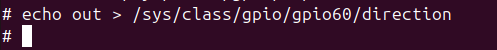 # echo out > /sys/class/gpio/gpio60/direction
#